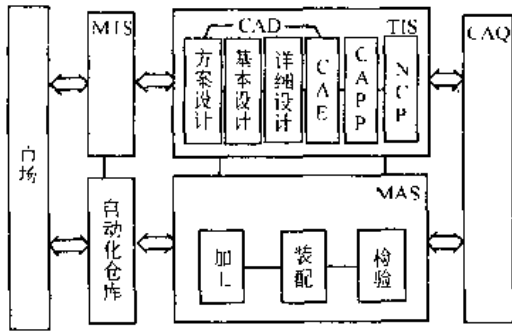 MIS
CAD
TIS
CAQ
方案设计
基本设计
详细设计
CAE
CAPP
NCP
市场
自动化仓库
MAS
加工
装配
检验